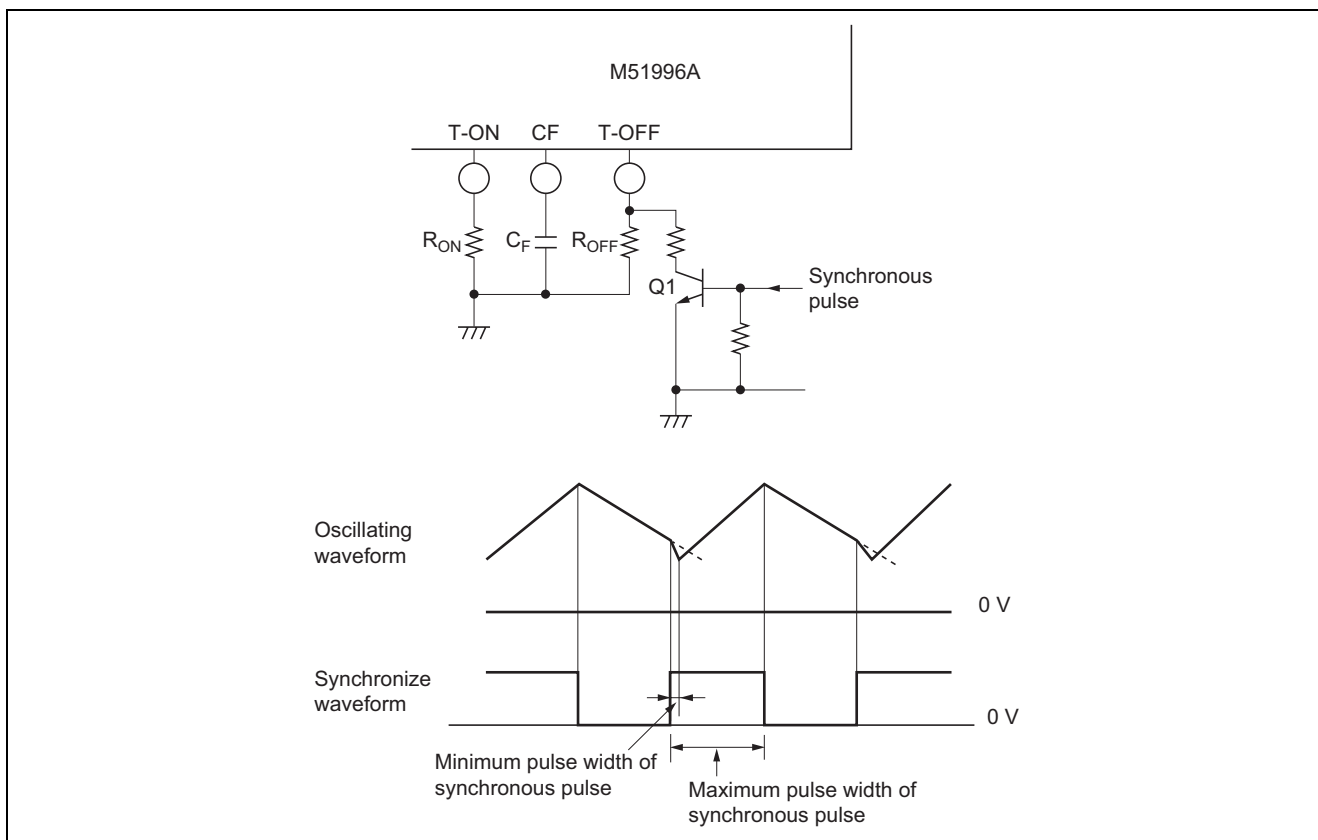 M51996A
T-ON CF T-OFF
RON CF ROFF
Q1
Synchronous
pulse
Oscillating
waveform
0 V
Synchronize
waveform
0 V
Minimum pulse width of
synchronous pulse
Maximum pulse width of
synchronous pulse